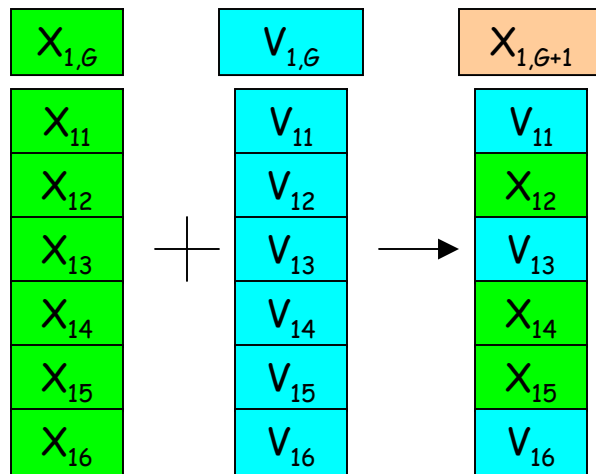 X1,G V1,G X1,G+1
X11 V11 V11
X12 V12 X12
X13 + V13 V13
X14 V14 X14
X15 V15 X15
X16 V16 V16